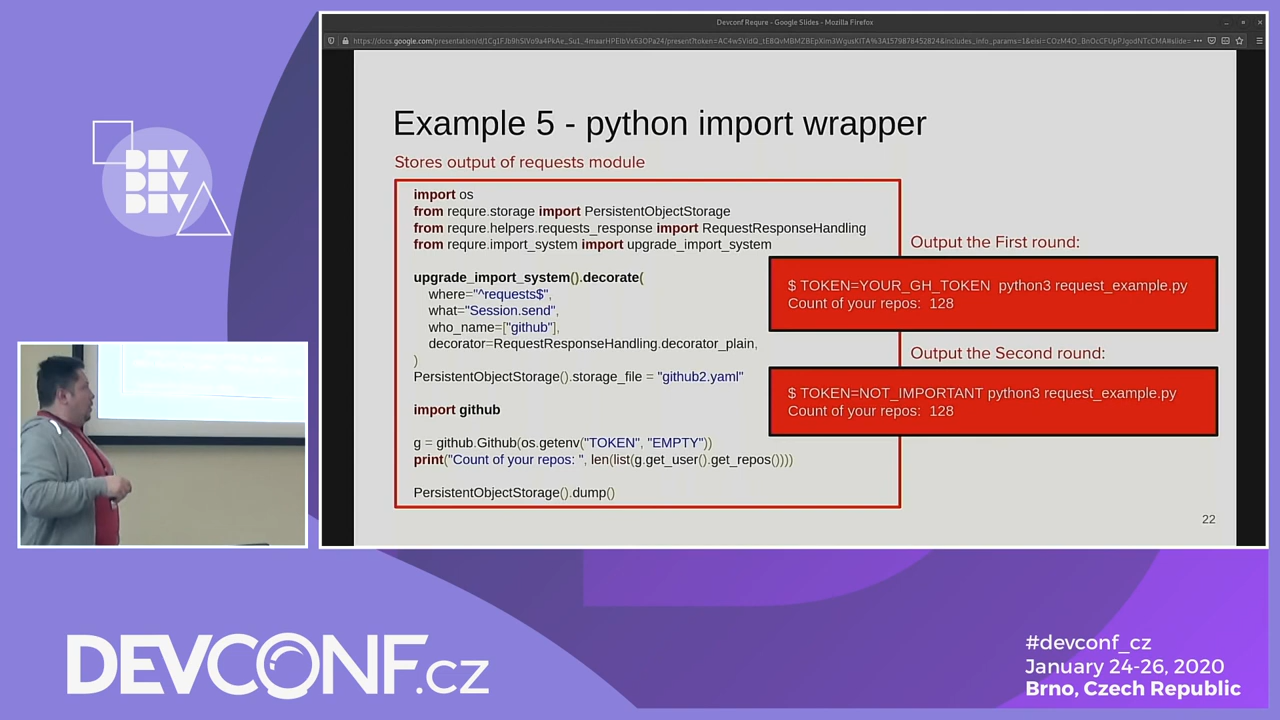 Devconf Requre - Google Slides - Mozilla Firefox
DEV
DEV
DEV
Example 5 - python import wrapper
Stores output of requests module
import os
from requre.storage import PersistentObjectStorage
from requre.helpers.requests_response import RequestResponseHandling
from requre.import_system import upgrade_import_system
upgrade_import_system().decorate(
where="^requests$",
what="Session.send",
who_name=["github"],
decorator=RequestResponseHandling.decorator_plain,
)
PersistentObjectStorage().storage_file = "github2.yaml"
import github
g = github.Github(os.getenv("TOKEN", "EMPTY"))
print("Count of your repos: ", len(list(g.get_user().get_repos())))
PersistentObjectStorage().dump()
Output the First round:
$ TOKEN=YOUR_GH_TOKEN python3 request_example.py
Count of your repos: 128
Output the Second round:
$ TOKEN=NOT_IMPORTANT python3 request_example.py
Count of your repos: 128
22
DEVCONF.cz
#devconf_cz
January 24-26, 2020
Brno, Czech Republic